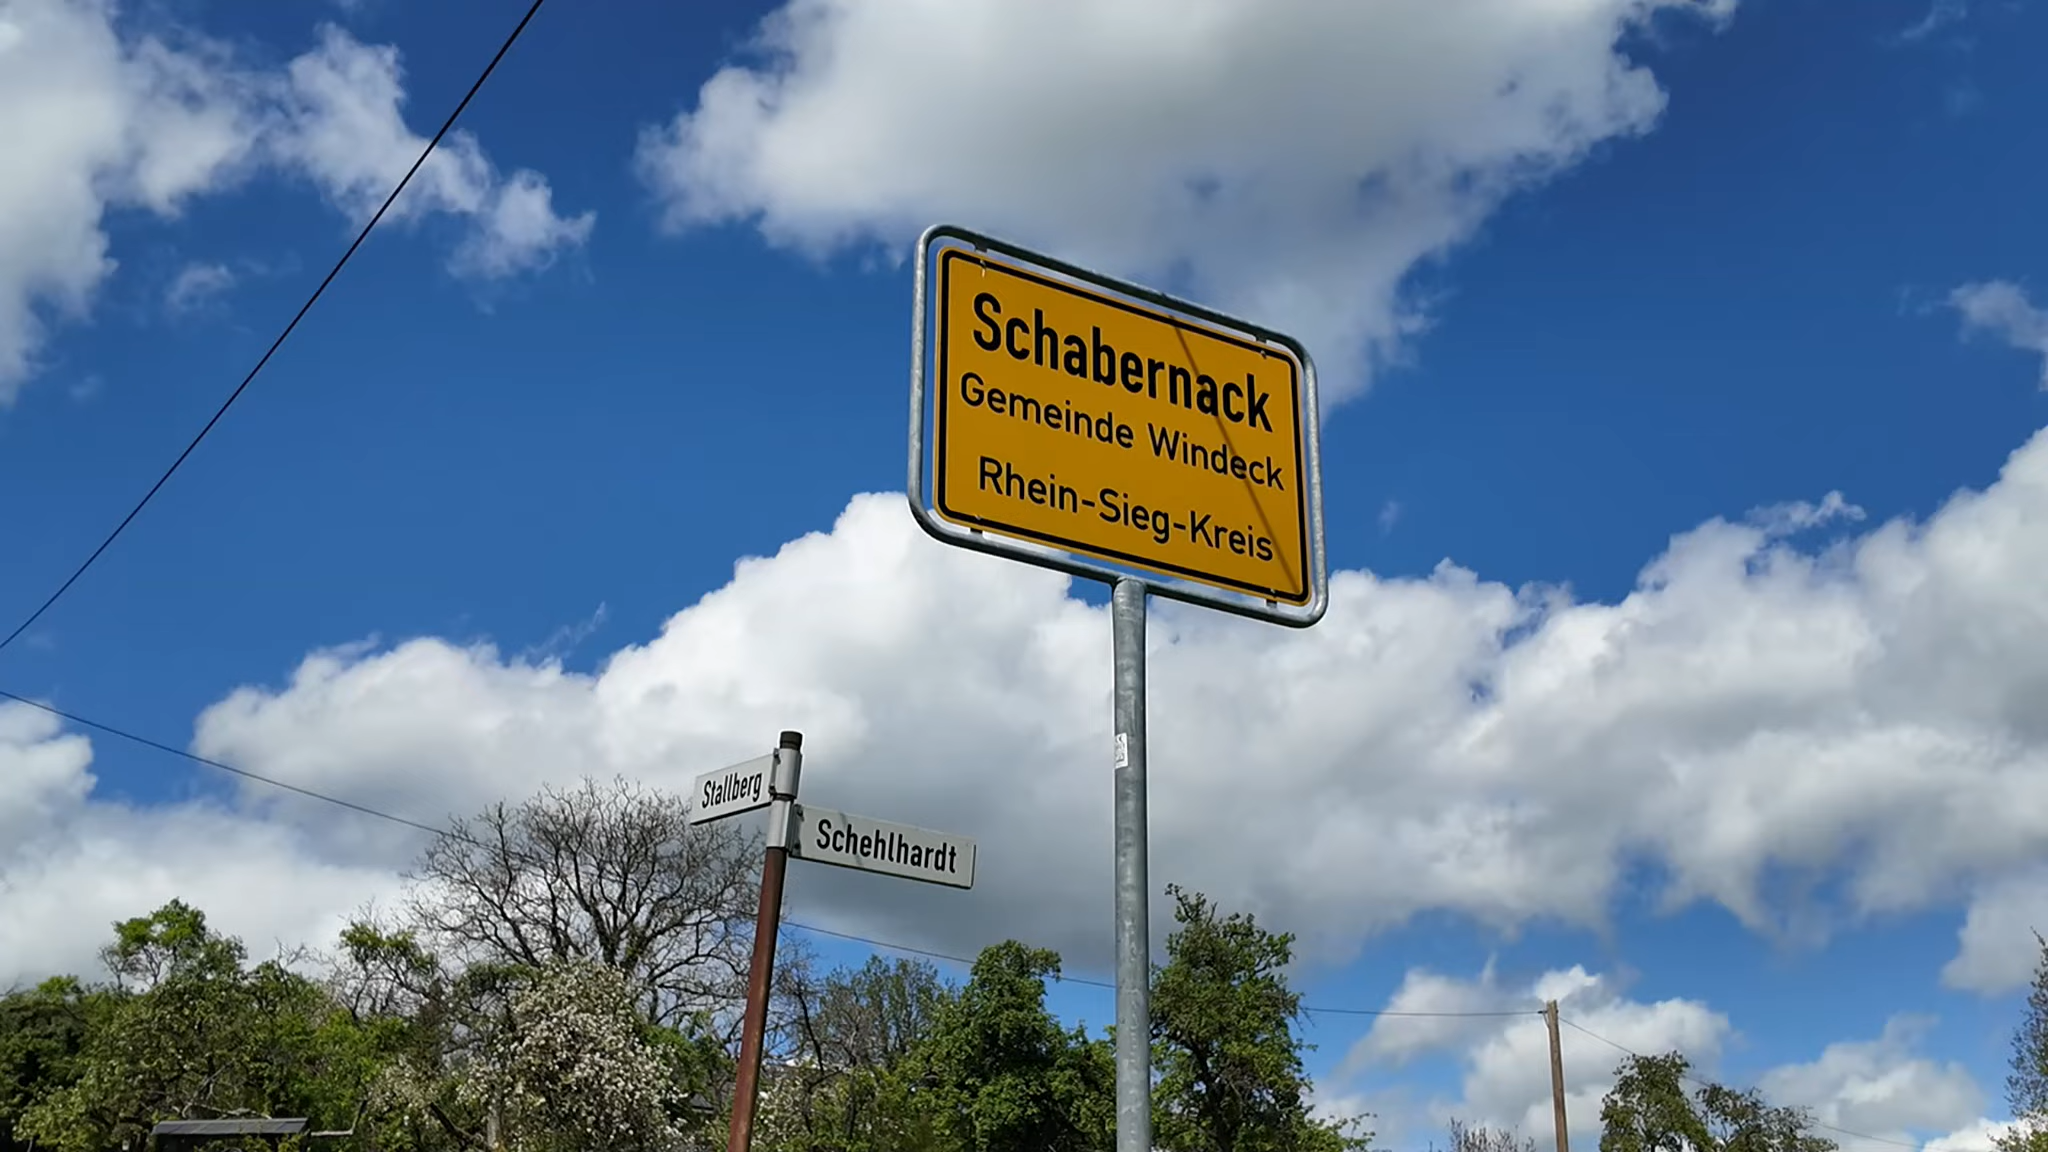 Schabernack
Gemeinde Windeck
Rhein-Sieg-Kreis
Stallberg
Schehlhardt